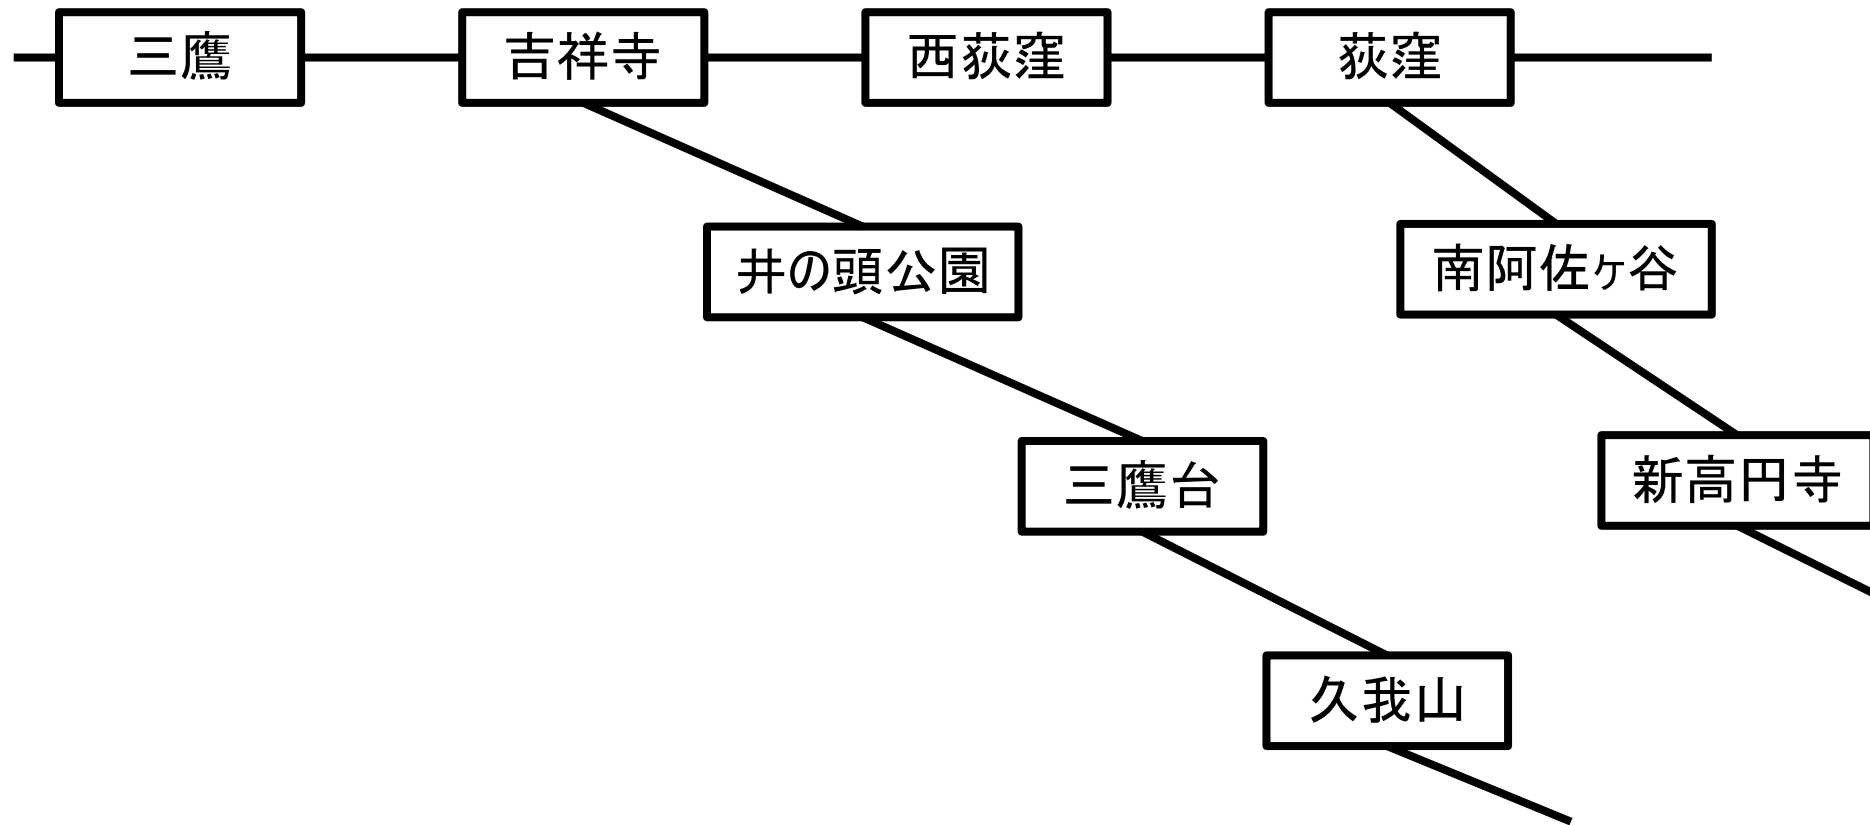 三鷹
吉祥寺
西荻窪
荻窪
井の頭公園
南阿佐ヶ谷
三鷹台
新高円寺
久我山